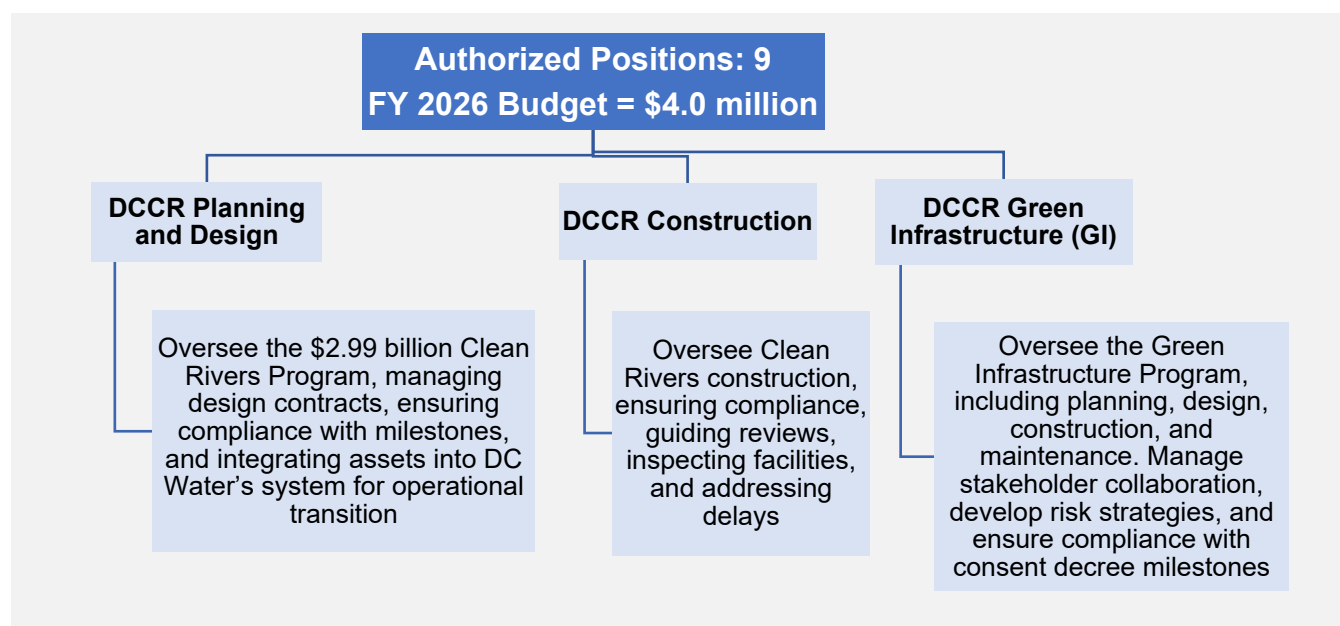 Authorized Positions: 9
FY 2026 Budget = $4.0 million
DCCR Planning
and Design
Oversee the $2.99 billion Clean
Rivers Program, managing
design contracts, ensuring
compliance with milestones,
and integrating assets into DC
Water’s system for operational
transition
DCCR Construction
Oversee Clean
Rivers construction,
ensuring compliance,
guiding reviews,
inspecting facilities,
and addressing
delays
DCCR Green
Infrastructure (GI)
Oversee the Green
Infrastructure Program,
including planning, design,
construction, and
maintenance. Manage
stakeholder collaboration,
develop risk strategies, and
ensure compliance with
consent decree milestones